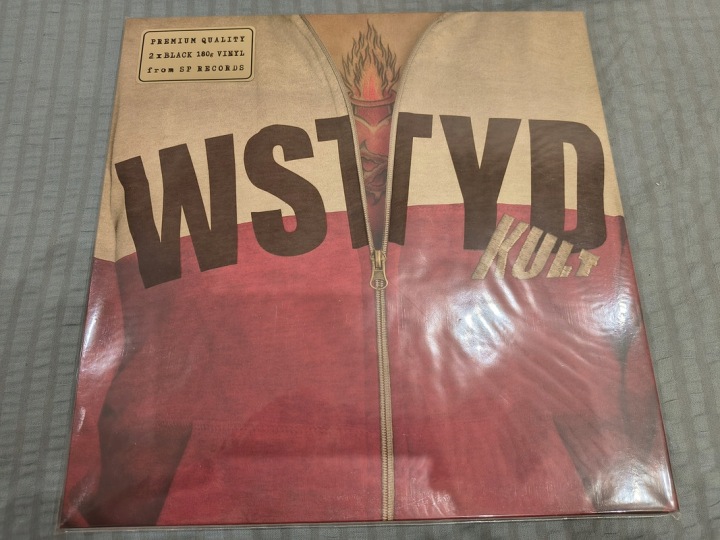 PREMIUM QUALITY
2 x BLACK 180g VINYL
from SP RECORDS
WSTYD
KULT